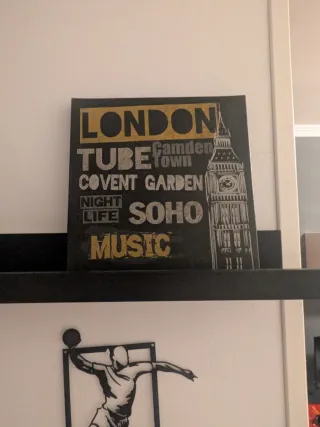 LONDON
TUBE Camden Town
COVENT GARDEN
NIGHT LIFE SOHO
MUSIC